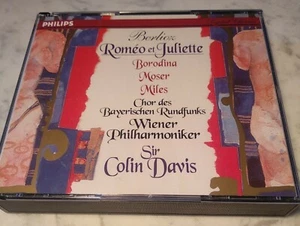 PHILIPS
Berlioz
Roméo et Juliette
Borodina
Moser
Miles
Chor des
Bayerischen Rundfunks
Wiener
Philharmoniker
Sir
Colin Davis